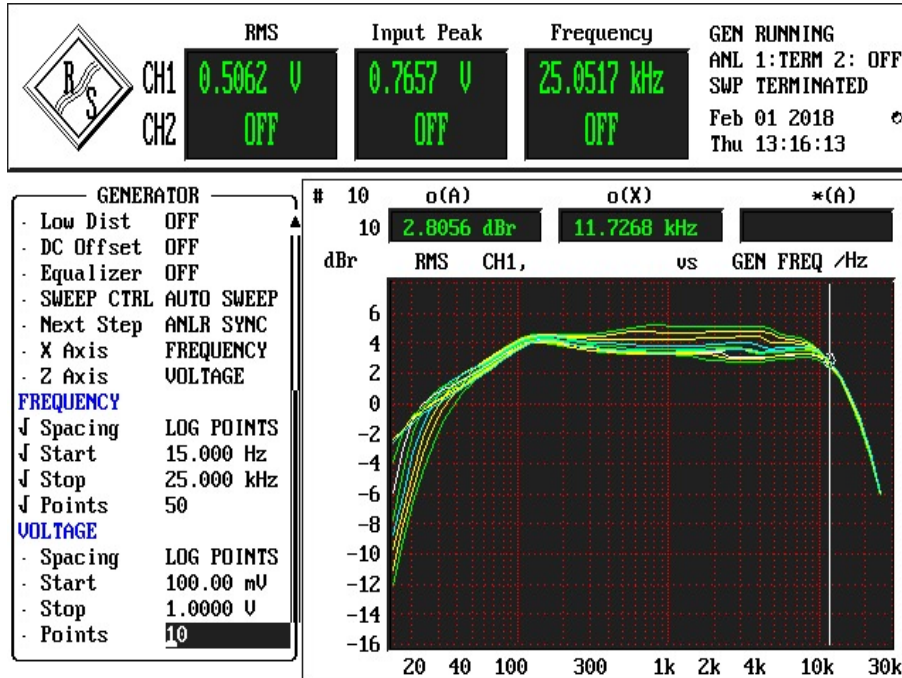 RMS Input Peak Frequency GEN RUNNING
ANL 1:TERM 2: OFF
R S CH1 0.5062 V 0.7657 V 25.0517 kHz SWP TERMINATED
CH2 OFF OFF OFF Feb 01 2018
Thu 13:16:13
GENERATOR
· Low Dist OFF
· DC Offset OFF
· Equalizer OFF
· SWEEP CTRL AUTO SWEEP
· Next Step ANLR SYNC
· X Axis FREQUENCY
· Z Axis VOLTAGE
FREQUENCY
√ Spacing LOG POINTS
√ Start 15.000 Hz
√ Stop 25.000 kHz
√ Points 50
VOLTAGE
· Spacing LOG POINTS
· Start 100.00 mV
· Stop 1.0000 V
· Points 10
# 10 o(A) o(X) *(A)
10 2.8056 dBr 11.7268 kHz
dBr RMS CH1, vs GEN FREQ /Hz
6
4
2
0
-2
-4
-6
-8
-10
-12
-14
-16
20 40 100 300 1k 2k 4k 10k 30k